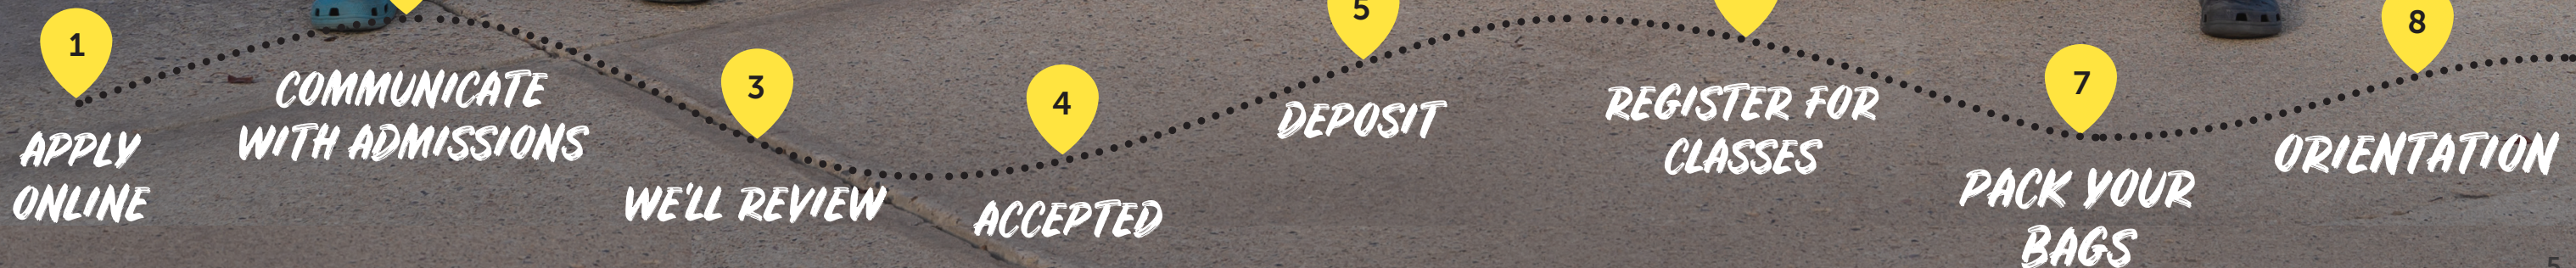 1
APPLY
ONLINE
COMMUNICATE
WITH ADMISSIONS
3
WE'LL REVIEW
4
ACCEPTED
5
DEPOSIT
REGISTER FOR
CLASSES
7
PACK YOUR
BAGS
8
ORIENTATION
5